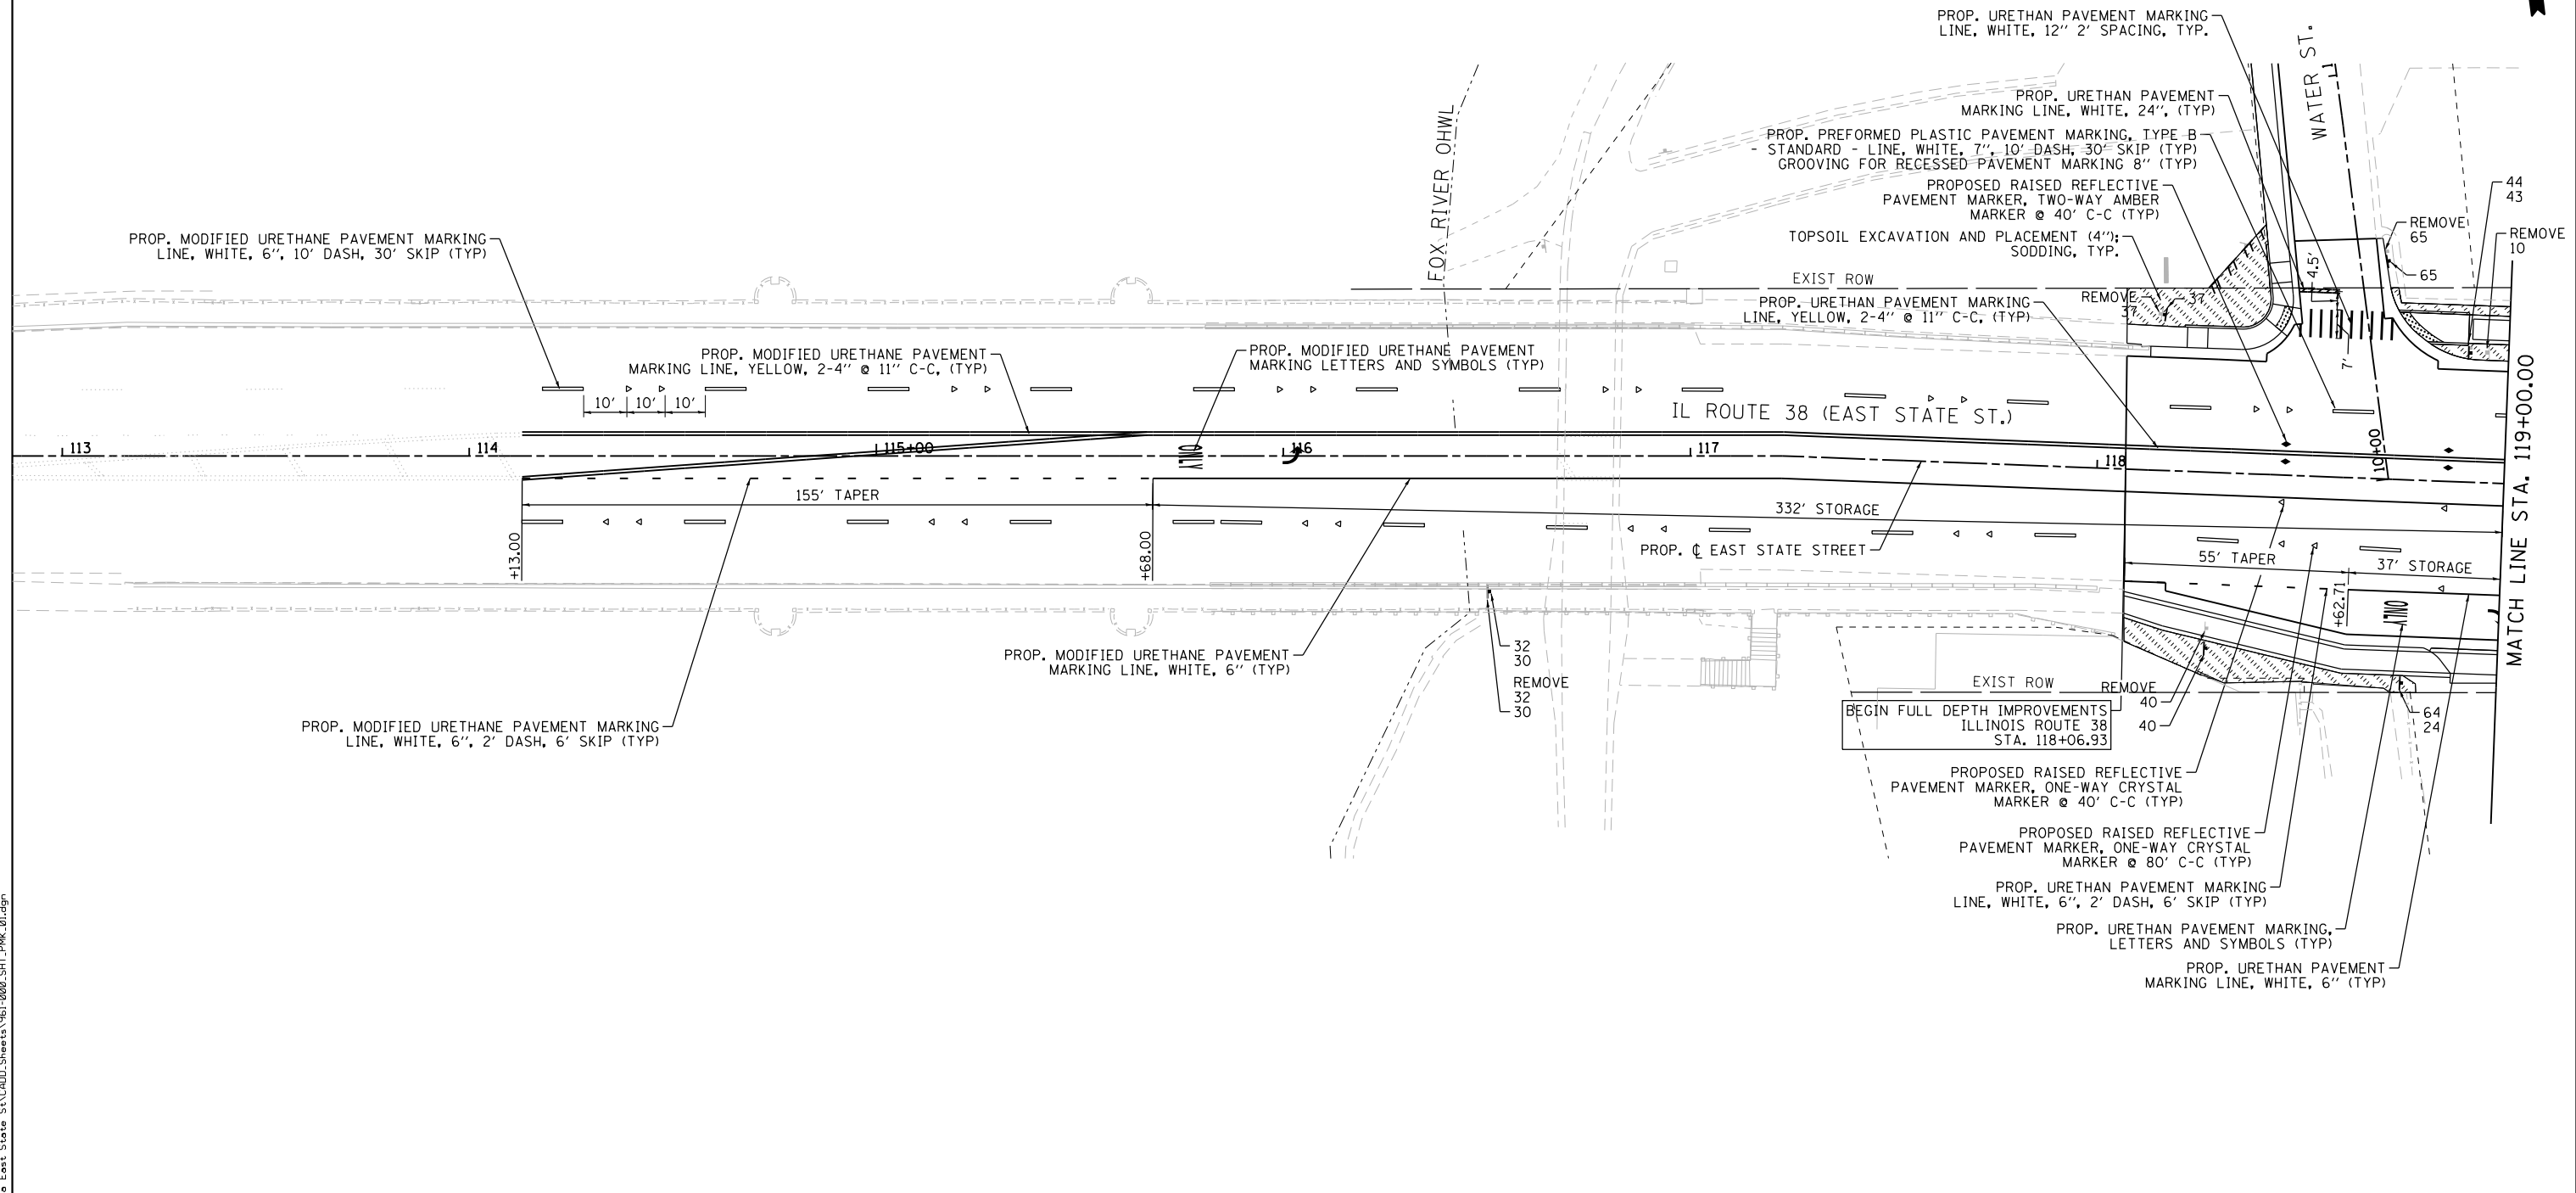 PROP. URETHAN PAVEMENT MARKING
LINE, WHITE, 12" 2' SPACING, TYP.
WATER ST.
PROP. URETHAN PAVEMENT
MARKING LINE, WHITE, 24", (TYP)
PROP. PREFORMED PLASTIC PAVEMENT MARKING, TYPE B
- STANDARD - LINE, WHITE, 7", 10' DASH, 30' SKIP (TYP)
GROOVING FOR RECESSED PAVEMENT MARKING 8" (TYP)
PROPOSED RAISED REFLECTIVE
PAVEMENT MARKER, TWO-WAY AMBER
MARKER @ 40' C-C (TYP)
TOPSOIL EXCAVATION AND PLACEMENT (4");
SODDING, TYP.
44
43
REMOVE
65
REMOVE
10
65
4.5'
FOX RIVER OHWL
EXIST ROW
PROP. MODIFIED URETHANE PAVEMENT MARKING
LINE, WHITE, 6", 10' DASH, 30' SKIP (TYP)
PROP. URETHAN PAVEMENT MARKING
LINE, YELLOW, 2-4" @ 11" C-C, (TYP)
REMOVE
37
37
7'
PROP. MODIFIED URETHANE PAVEMENT
MARKING LINE, YELLOW, 2-4" @ 11" C-C, (TYP)
PROP. MODIFIED URETHANE PAVEMENT
MARKING LETTERS AND SYMBOLS (TYP)
10'
10'
10'
IL ROUTE 38 (EAST STATE ST.)
113
114
115+00
ONLY
116
117
118
10+00
MATCH LINE STA. 119+00.00
155' TAPER
332' STORAGE
+13.00
+68.00
PROP. ℄ EAST STATE STREET
55' TAPER
37' STORAGE
+62.71
ONLY
32
30
REMOVE
32
30
PROP. MODIFIED URETHANE PAVEMENT
MARKING LINE, WHITE, 6" (TYP)
EXIST ROW
REMOVE
40
40
64
24
BEGIN FULL DEPTH IMPROVEMENTS
ILLINOIS ROUTE 38
STA. 118+06.93
PROP. MODIFIED URETHANE PAVEMENT MARKING
LINE, WHITE, 6", 2' DASH, 6' SKIP (TYP)
PROPOSED RAISED REFLECTIVE
PAVEMENT MARKER, ONE-WAY CRYSTAL
MARKER @ 40' C-C (TYP)
PROPOSED RAISED REFLECTIVE
PAVEMENT MARKER, ONE-WAY CRYSTAL
MARKER @ 80' C-C (TYP)
PROP. URETHAN PAVEMENT MARKING
LINE, WHITE, 6", 2' DASH, 6' SKIP (TYP)
PROP. URETHAN PAVEMENT MARKING,
LETTERS AND SYMBOLS (TYP)
PROP. URETHAN PAVEMENT
MARKING LINE, WHITE, 6" (TYP)
East State St\CADD_Sheets\